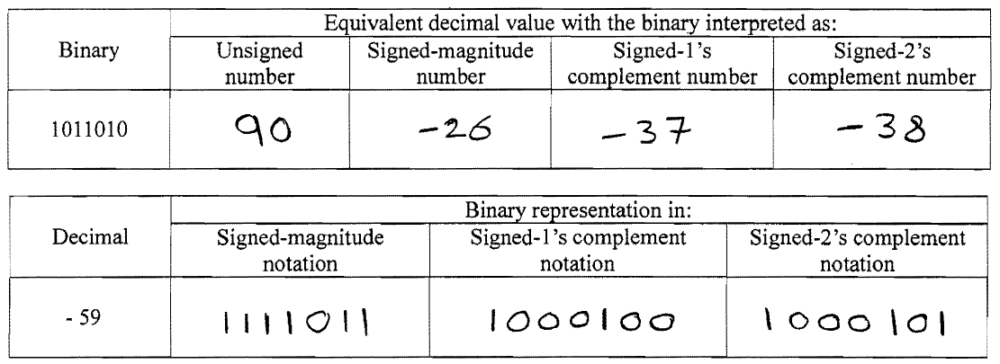 Equivalent decimal value with the binary interpreted as:
Binary
Unsigned number
Signed-magnitude number
Signed-1's complement number
Signed-2's complement number
1011010
90
-26
-37
-38
Binary representation in:
Decimal
Signed-magnitude notation
Signed-1's complement notation
Signed-2's complement notation
- 59
1111011
1000100
1000101